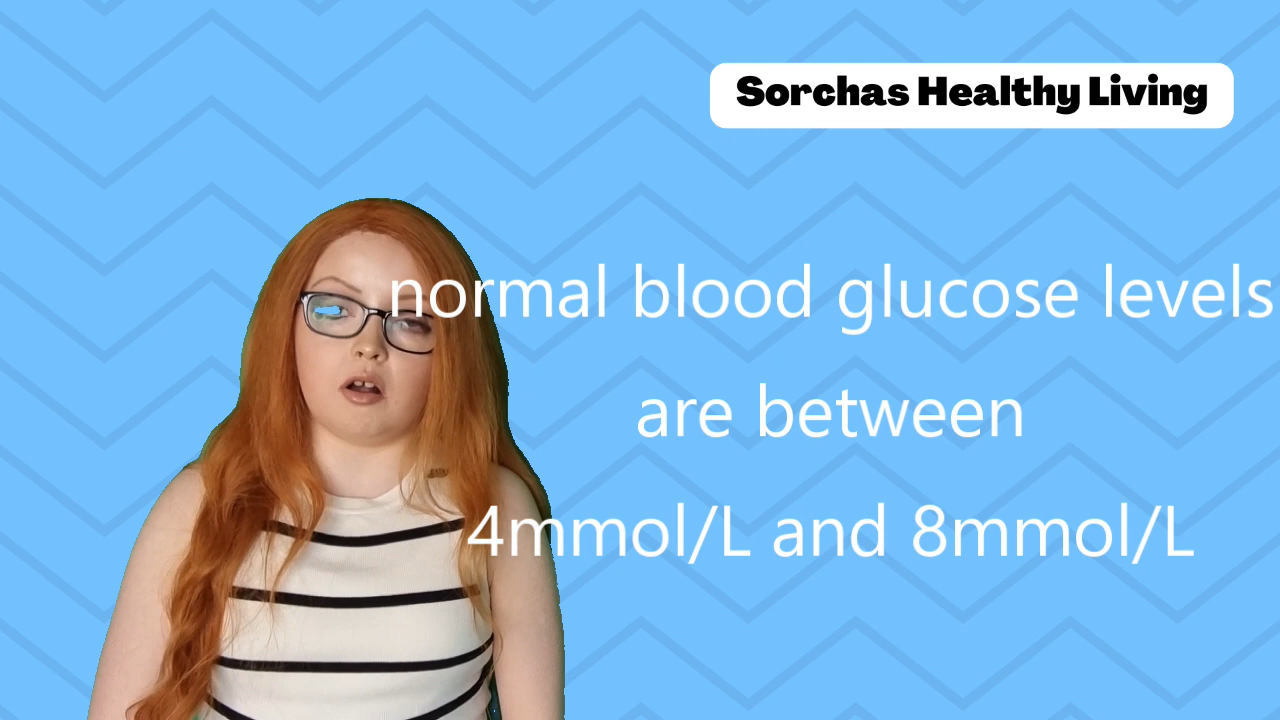 Sorchas Healthy Living
normal blood glucose levels
are between
4mmol/L and 8mmol/L